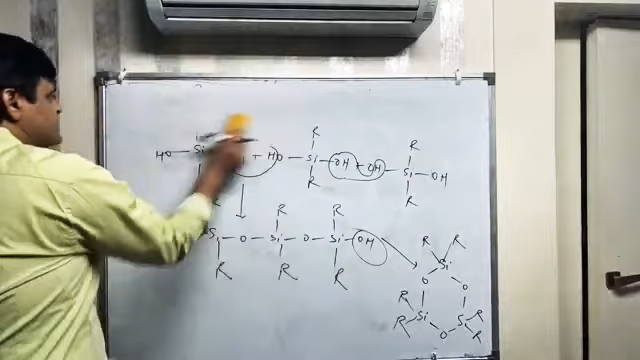 R
HO — Si + HO — Si — OH OH — Si — OH
R R R
R R
Si — O — Si — O — Si — OH
R R R
R R
Si
O O
R R Si Si R R
O